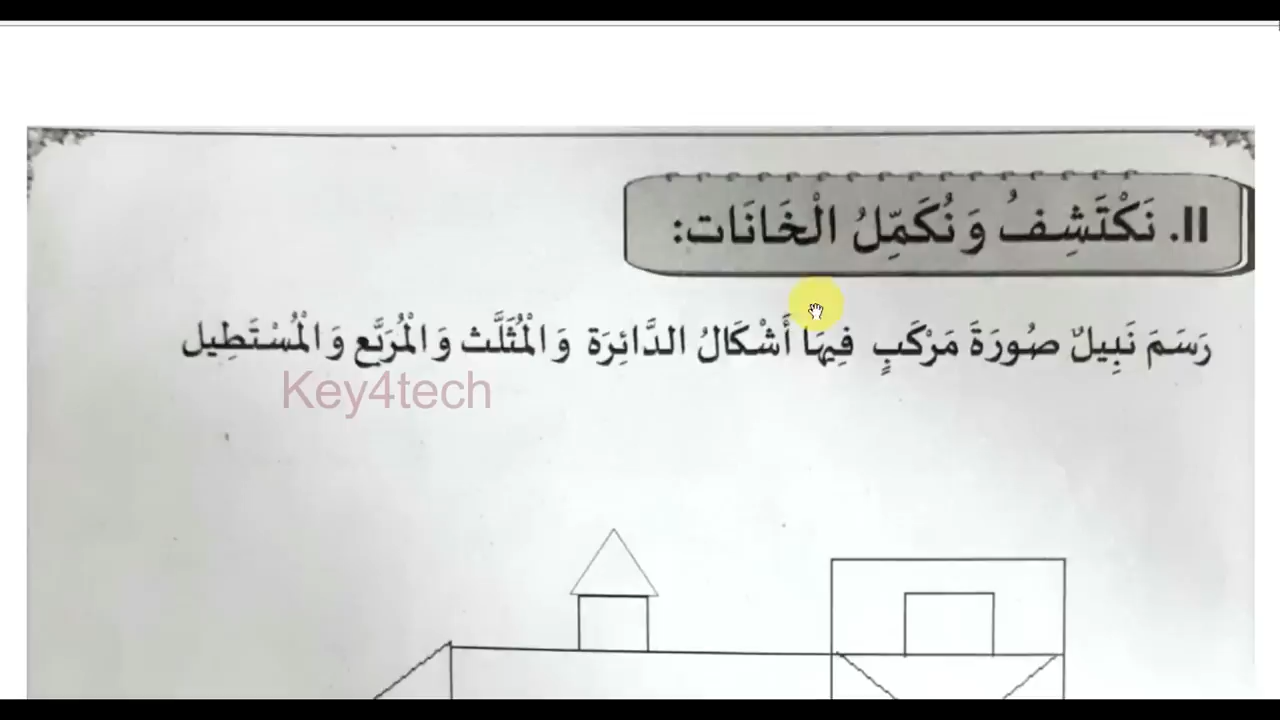 II. نَكْتَشِفُ وَ نُكَمِّلُ الْخَانَات:
رَسَمَ نَبِيلٌ صُورَةَ مَرْكَبٍ فِيهَا أَشْكَالُ الدَّائِرَة وَ الْمُثَلَّث وَ الْمُرَبَّع وَ الْمُسْتَطِيل
Key4tech